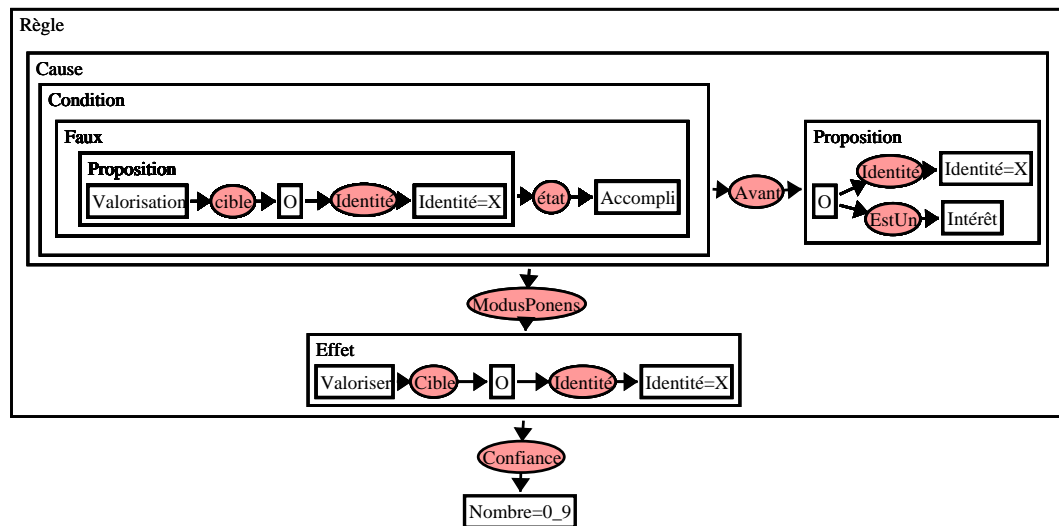 Règle
Cause
Condition
Faux
Proposition
Proposition
Valorisation cible O Identité Identité=X état Accompli Avant O Identité Identité=X
EstUn Intérêt
ModusPonens
Effet
Valoriser Cible O Identité Identité=X
Confiance
Nombre=0_9